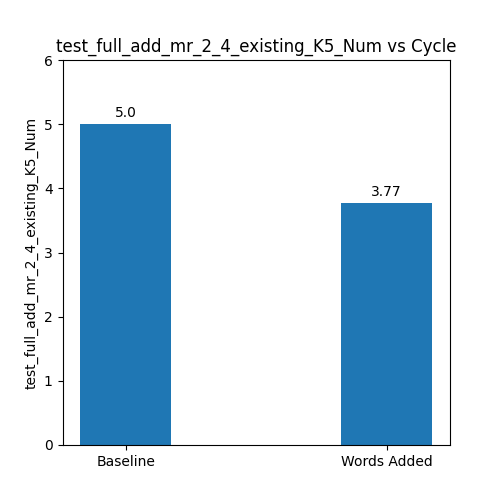 test_full_add_mr_2_4_existing_K5_Num vs Cycle
test_full_add_mr_2_4_existing_K5_Num
6
5
4
3
2
1
0
5.0
3.77
Baseline
Words Added